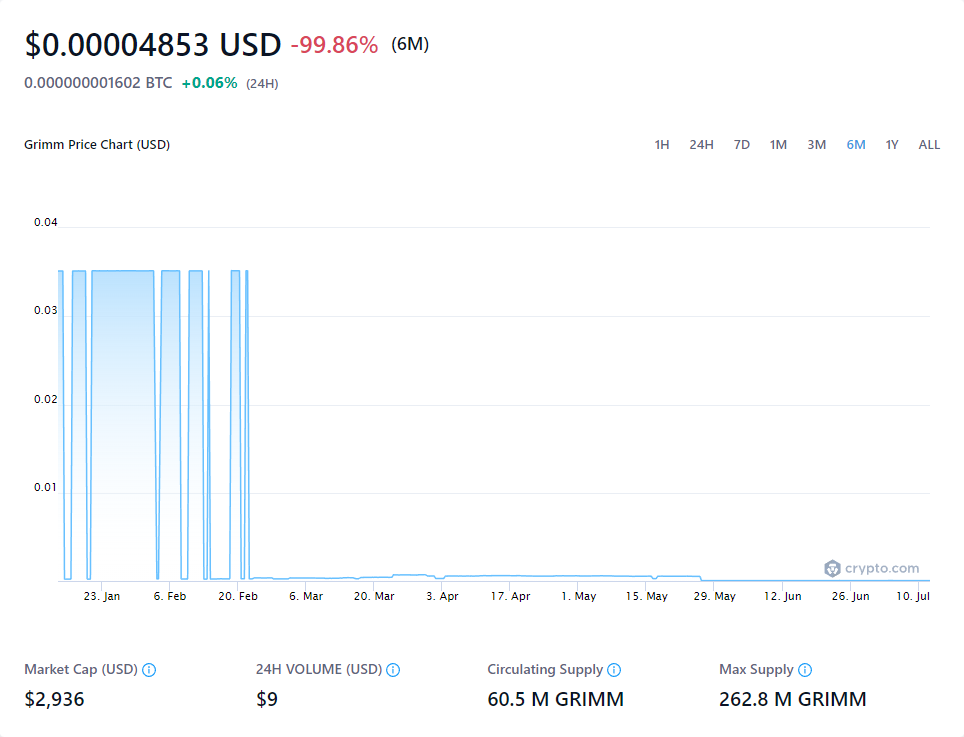 $0.00004853 USD -99.86% (6M)
0.000000001602 BTC +0.06% (24H)
Grimm Price Chart (USD) 1H 24H 7D 1M 3M 6M 1Y ALL
0.04
0.03
0.02
0.01
crypto.com
23. Jan 6. Feb 20. Feb 6. Mar 20. Mar 3. Apr 17. Apr 1. May 15. May 29. May 12. Jun 26. Jun 10. Jul
Market Cap (USD) 24H VOLUME (USD) Circulating Supply Max Supply
$2,936 $9 60.5 M GRIMM 262.8 M GRIMM